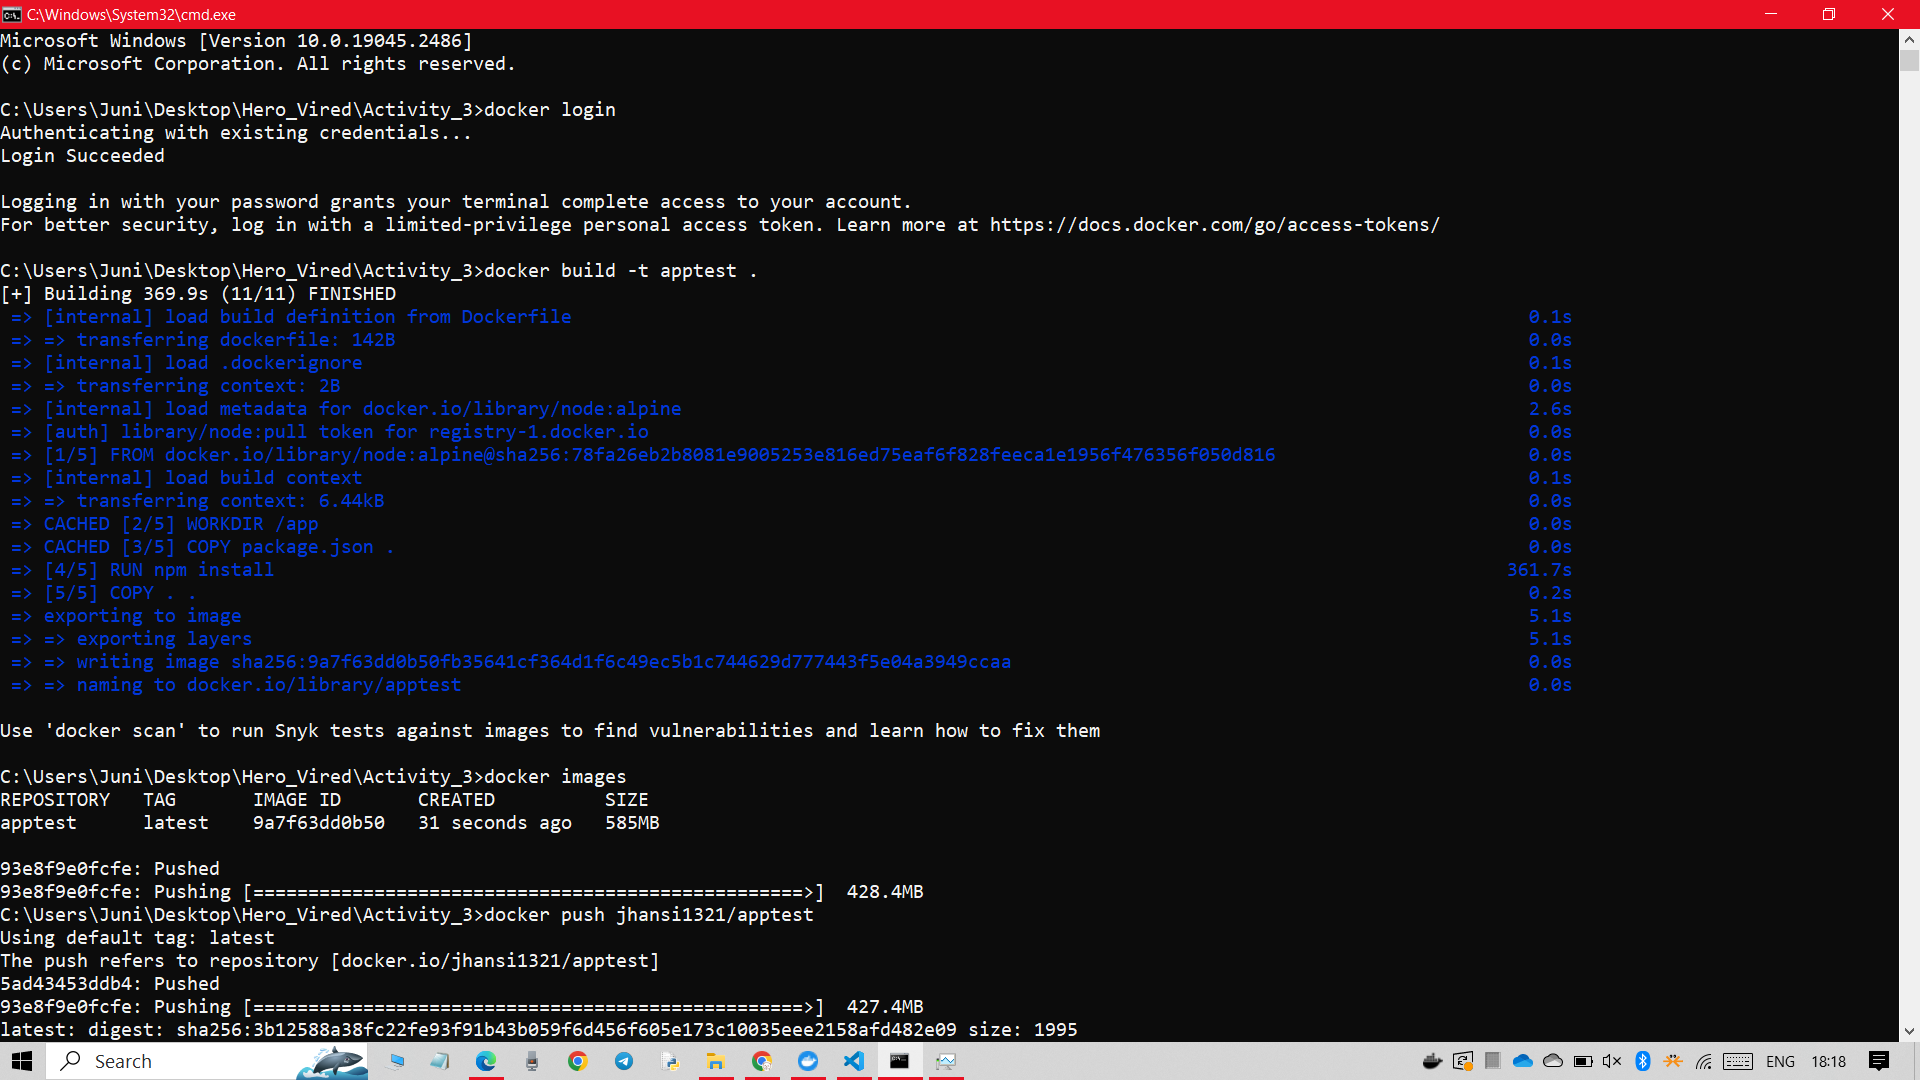 C:\Windows\System32\cmd.exe
Microsoft Windows [Version 10.0.19045.2486]
(c) Microsoft Corporation. All rights reserved.
C:\Users\Juni\Desktop\Hero_Vired\Activity_3>docker login
Authenticating with existing credentials...
Login Succeeded
Logging in with your password grants your terminal complete access to your account.
For better security, log in with a limited-privilege personal access token. Learn more at https://docs.docker.com/go/access-tokens/
C:\Users\Juni\Desktop\Hero_Vired\Activity_3>docker build -t apptest .
[+] Building 369.9s (11/11) FINISHED
=> [internal] load build definition from Dockerfile 0.1s
=> => transferring dockerfile: 142B 0.0s
=> [internal] load .dockerignore 0.1s
=> => transferring context: 2B 0.0s
=> [internal] load metadata for docker.io/library/node:alpine 2.6s
=> [auth] library/node:pull token for registry-1.docker.io 0.0s
=> [1/5] FROM docker.io/library/node:alpine@sha256:78fa26eb2b8081e9005253e816ed75eaf6f828feeca1e1956f476356f050d816 0.0s
=> [internal] load build context 0.1s
=> => transferring context: 6.44kB 0.0s
=> CACHED [2/5] WORKDIR /app 0.0s
=> CACHED [3/5] COPY package.json . 0.0s
=> [4/5] RUN npm install 361.7s
=> [5/5] COPY . . 0.2s
=> exporting to image 5.1s
=> => exporting layers 5.1s
=> => writing image sha256:9a7f63dd0b50fb35641cf364d1f6c49ec5b1c744629d777443f5e04a3949ccaa 0.0s
=> => naming to docker.io/library/apptest 0.0s
Use 'docker scan' to run Snyk tests against images to find vulnerabilities and learn how to fix them
C:\Users\Juni\Desktop\Hero_Vired\Activity_3>docker images
REPOSITORY TAG IMAGE ID CREATED SIZE
apptest latest 9a7f63dd0b50 31 seconds ago 585MB
93e8f9e0fcfe: Pushed
93e8f9e0fcfe: Pushing [==================================================>] 428.4MB
C:\Users\Juni\Desktop\Hero_Vired\Activity_3>docker push jhansi1321/apptest
Using default tag: latest
The push refers to repository [docker.io/jhansi1321/apptest]
5ad43453ddb4: Pushed
93e8f9e0fcfe: Pushing [==================================================>] 427.4MB
latest: digest: sha256:3b12588a38fc22fe93f91b43b059f6d456f605e173c10035eee2158afd482e09 size: 1995
Search
ENG
18:18